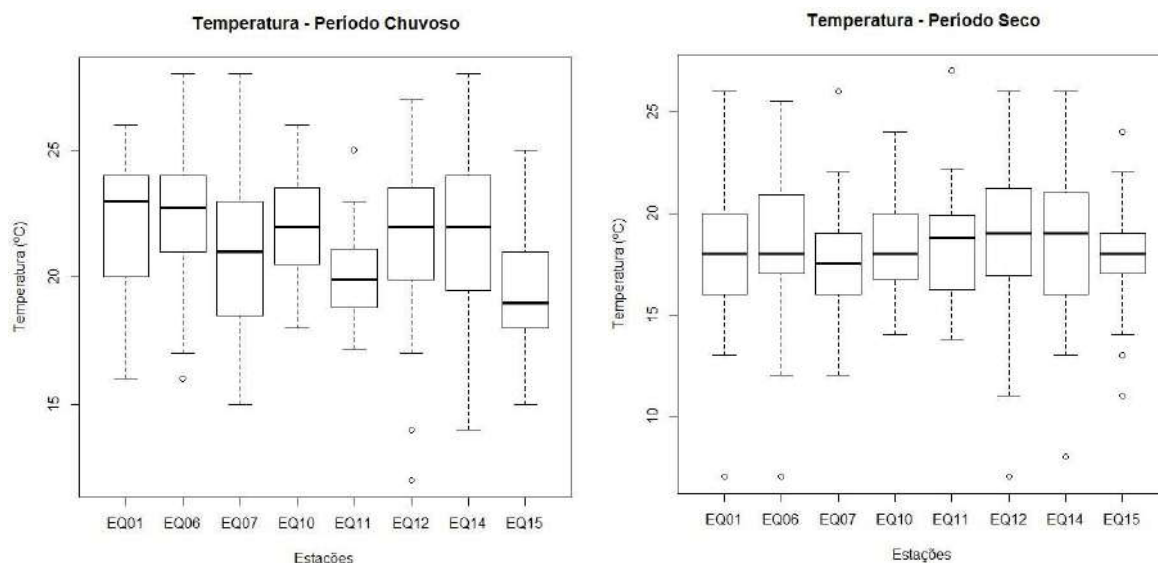 Temperatura - Período Chuvoso
Temperatura (ºC)
25
20
15
EQ01 EQ06 EQ07 EQ10 EQ11 EQ12 EQ14 EQ15
Estações
Temperatura - Período Seco
Temperatura (ºC)
25
20
15
10
EQ01 EQ06 EQ07 EQ10 EQ11 EQ12 EQ14 EQ15
Estações